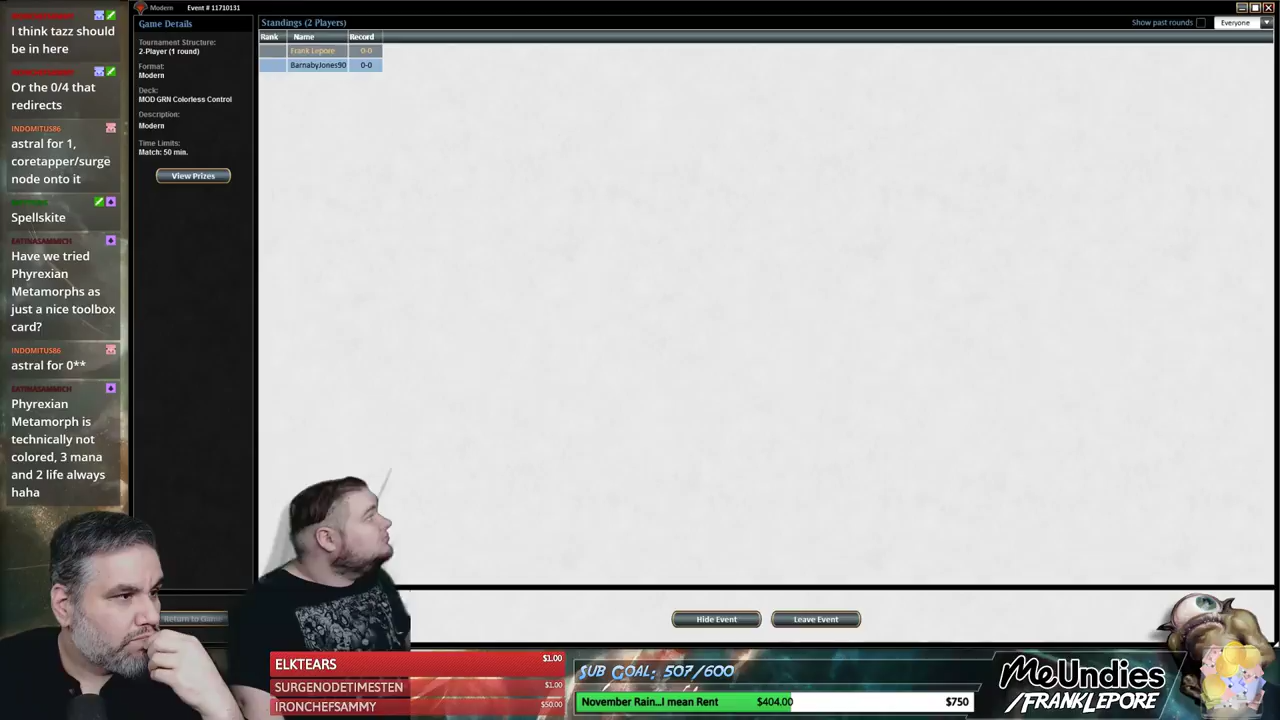 Modern Event # 11710131
Game Details
Tournament Structure:
2-Player (1 round)
Format:
Modern
Deck:
MOD GRN Colorless Control
Description:
Modern
Time Limits:
Match: 50 min.
View Prizes
Standings (2 Players)
Show past rounds
Everyone
Rank Name Record
Frank Lepore 0-0
BarnabyJones90 0-0
I think tazz should
be in here
Or the 0/4 that
redirects
INDOMITUS86
astral for 1,
coretapper/surge
node onto it
Spellskite
EATINASAMMICH
Have we tried
Phyrexian
Metamorphs as
just a nice toolbox
card?
INDOMITUS86
astral for 0**
EATINASAMMICH
Phyrexian
Metamorph is
technically not
colored, 3 mana
and 2 life always
haha
Return to Game
Hide Event
Leave Event
ELKTEARS $1.00
SURGENODETIMESTEN $1.00
IRONCHEFSAMMY $50.00
SUB GOAL: 507/600
November Rain...I mean Rent $404.00 $750
MeUndies
/FRANKLEPORE